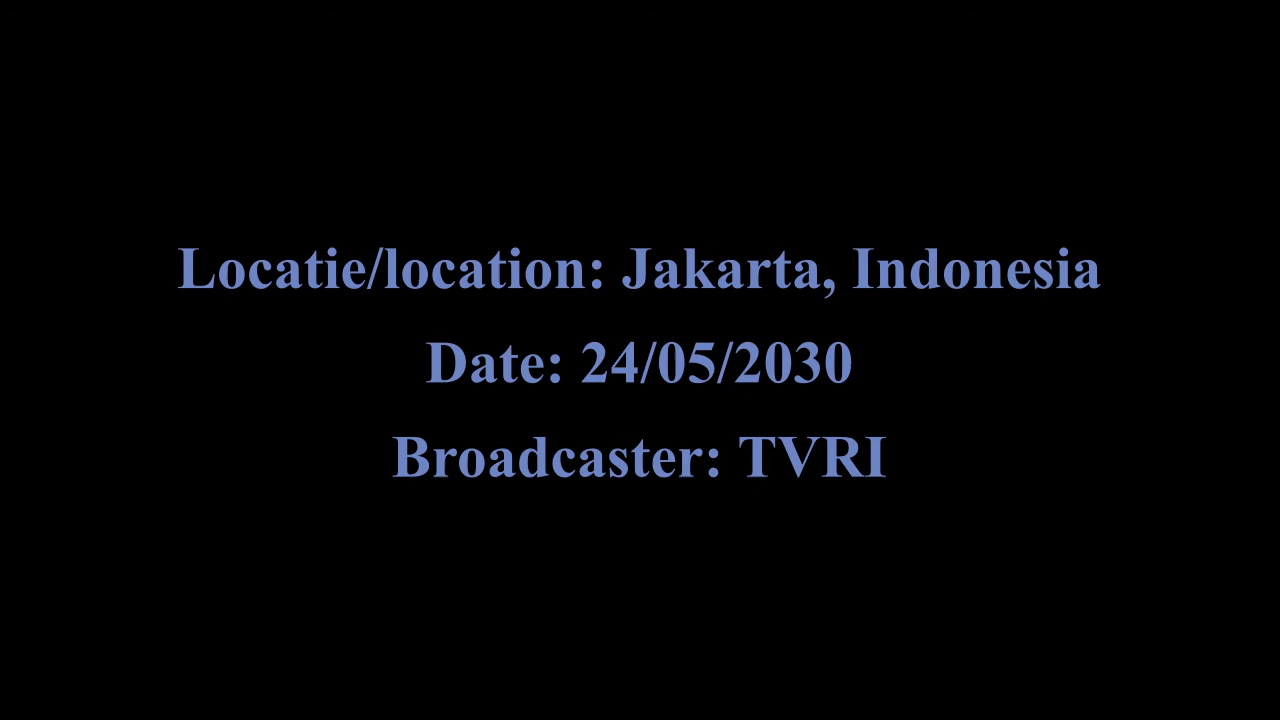 Locatie/location: Jakarta, Indonesia
Date: 24/05/2030
Broadcaster: TVRI